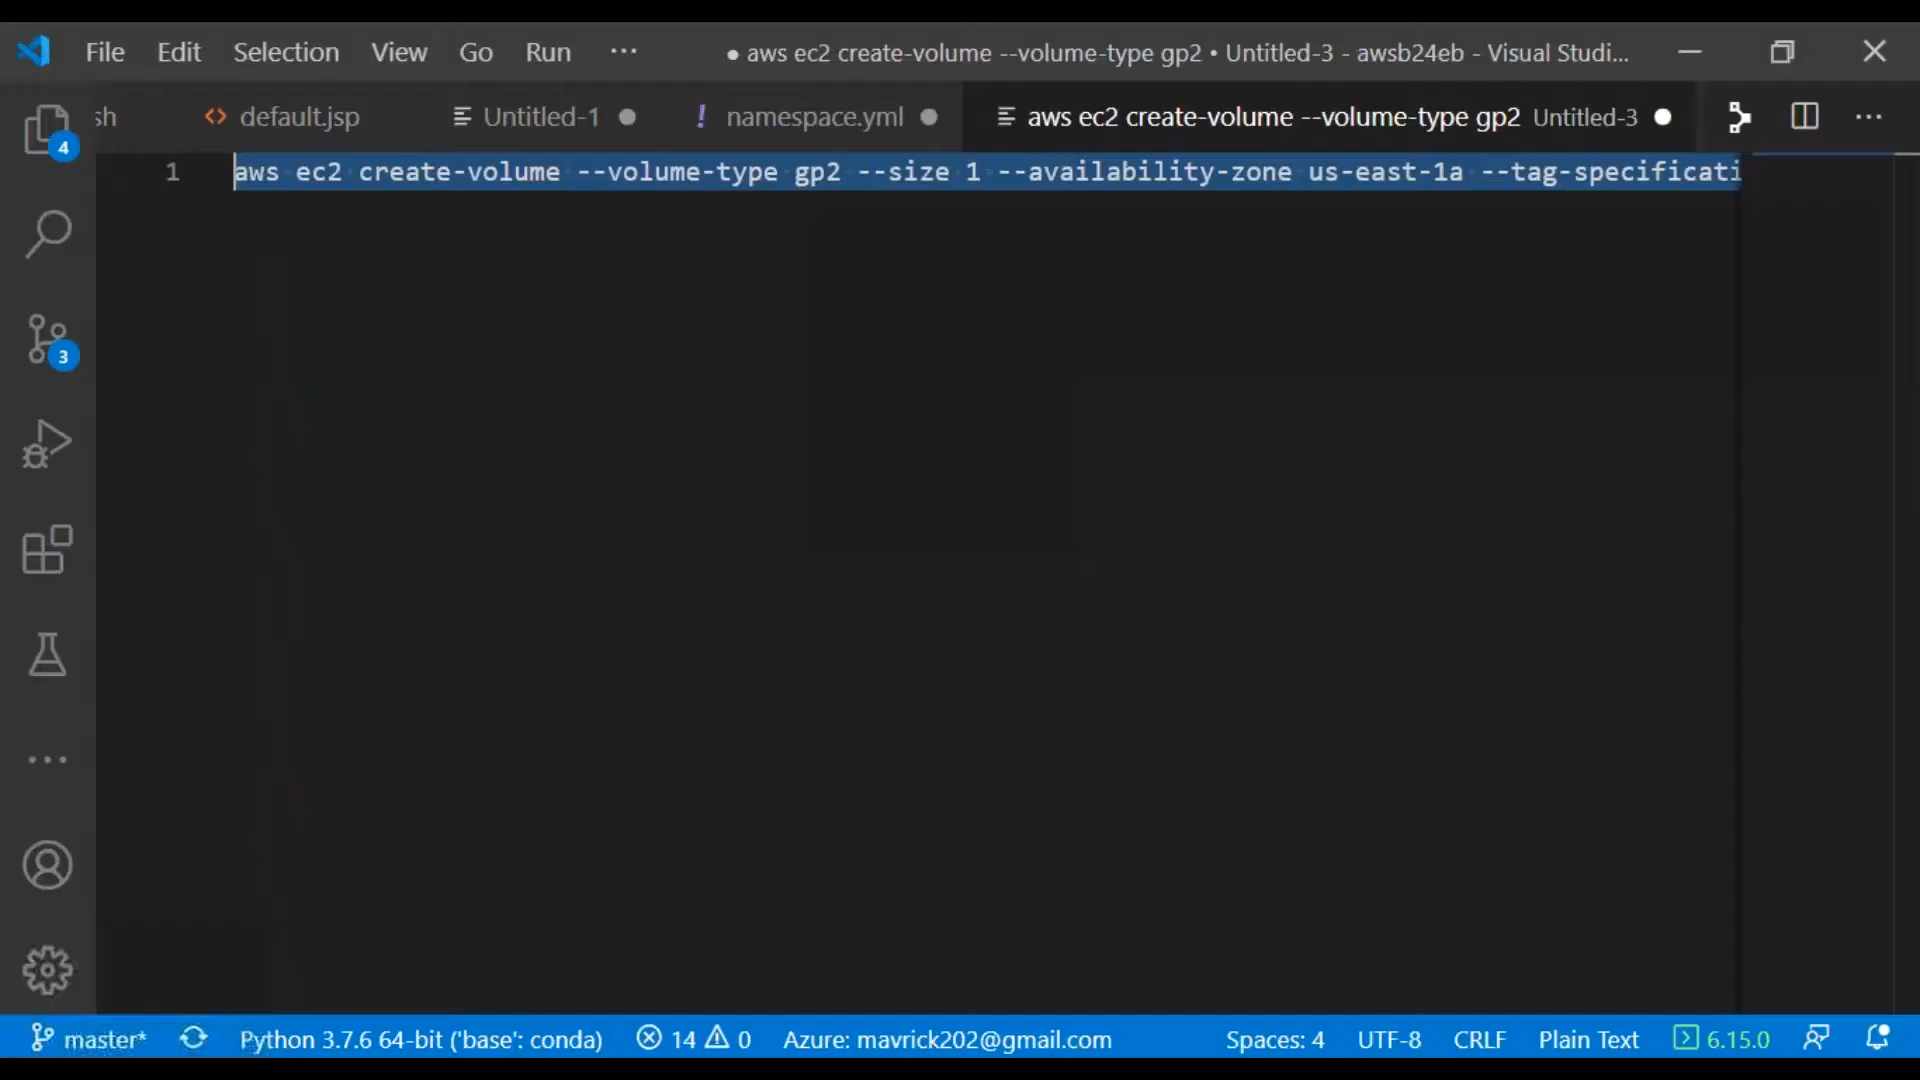 File Edit Selection View Go Run ··· ● aws ec2 create-volume --volume-type gp2 • Untitled-3 - awsb24eb - Visual Studi...
sh default.jsp Untitled-1 ● ! namespace.yml ● aws ec2 create-volume --volume-type gp2 Untitled-3 ●
4
1 aws ec2 create-volume --volume-type gp2 --size 1 --availability-zone us-east-1a --tag-specificati
3
master* Python 3.7.6 64-bit ('base': conda) 14 0 Azure: mavrick202@gmail.com Spaces: 4 UTF-8 CRLF Plain Text 6.15.0